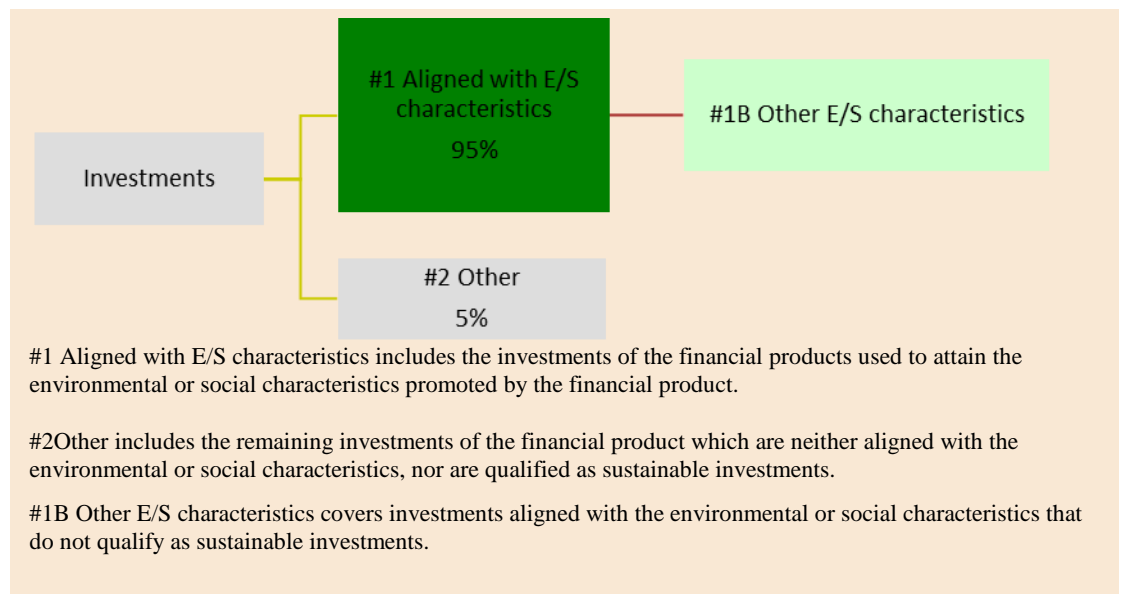 #1 Aligned with E/S
characteristics
95%
#1B Other E/S characteristics
Investments
#2 Other
5%
#1 Aligned with E/S characteristics includes the investments of the financial products used to attain the
environmental or social characteristics promoted by the financial product.
#2Other includes the remaining investments of the financial product which are neither aligned with the
environmental or social characteristics, nor are qualified as sustainable investments.
#1B Other E/S characteristics covers investments aligned with the environmental or social characteristics that
do not qualify as sustainable investments.